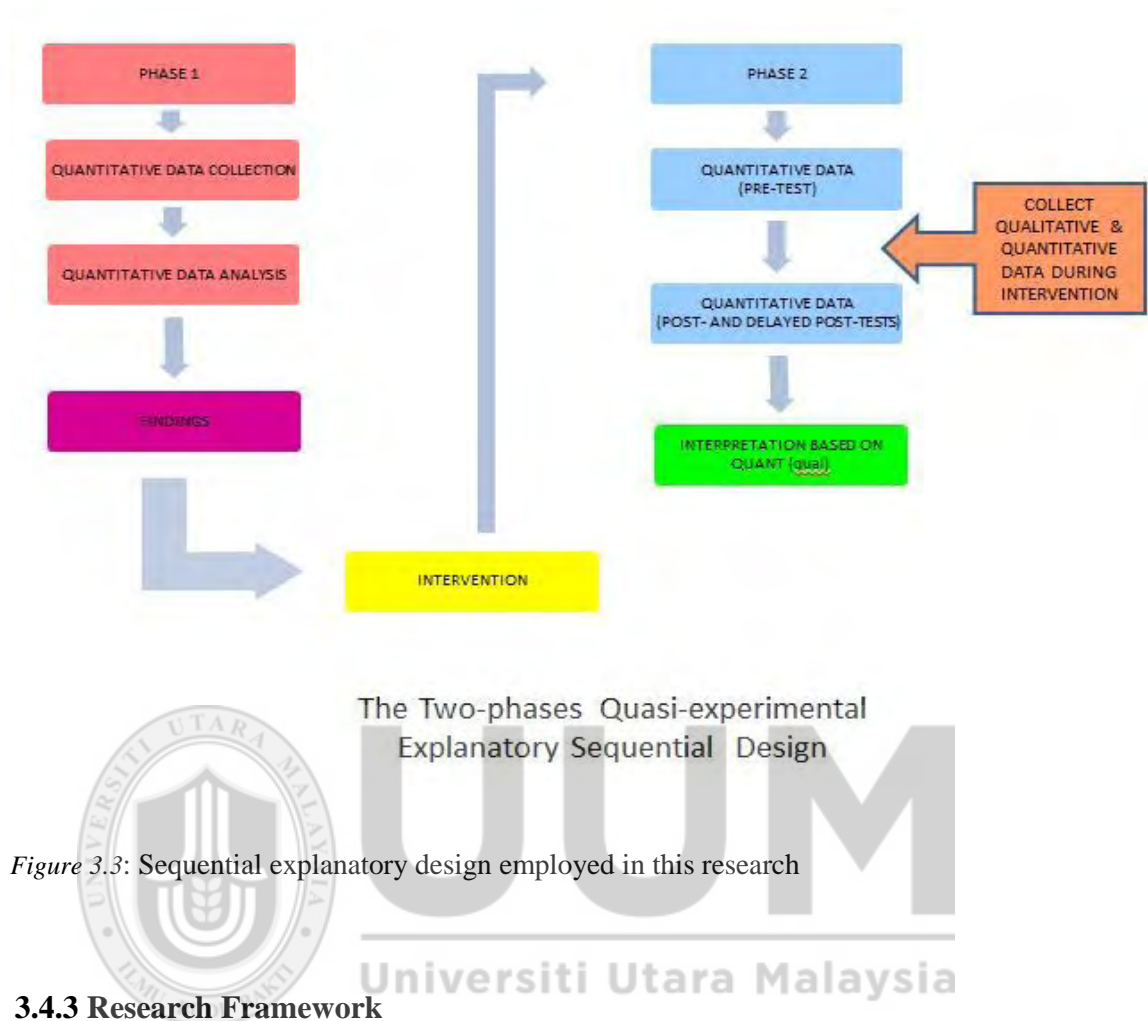 PHASE 1
QUANTITATIVE DATA COLLECTION
QUANTITATIVE DATA ANALYSIS
FINDINGS
INTERVENTION
PHASE 2
QUANTITATIVE DATA
(PRE-TEST)
COLLECT
QUALITATIVE &
QUANTITATIVE
DATA DURING
INTERVENTION
QUANTITATIVE DATA
(POST- AND DELAYED POST-TESTS)
INTERPRETATION BASED ON
QUANT (qual)
The Two-phases Quasi-experimental
Explanatory Sequential Design
UUM
UNIVERSITI UTARA MALAYSIA
Figure 3.3: Sequential explanatory design employed in this research
Universiti Utara Malaysia
3.4.3 Research Framework